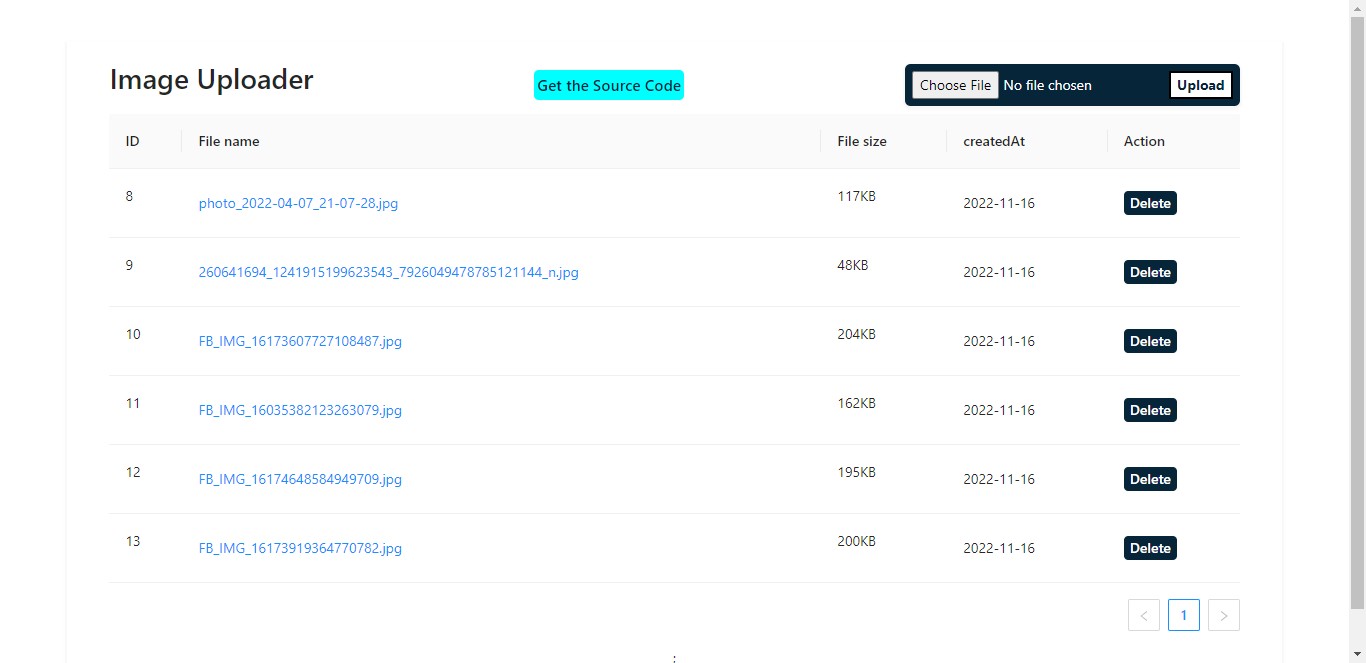 Image Uploader
Get the Source Code
Choose File No file chosen
Upload
ID File name File size createdAt Action
8 photo_2022-04-07_21-07-28.jpg 117KB 2022-11-16 Delete
9 260641694_1241915199623543_7926049478785121144_n.jpg 48KB 2022-11-16 Delete
10 FB_IMG_16173607727108487.jpg 204KB 2022-11-16 Delete
11 FB_IMG_16035382123263079.jpg 162KB 2022-11-16 Delete
12 FB_IMG_16174648584949709.jpg 195KB 2022-11-16 Delete
13 FB_IMG_16173919364770782.jpg 200KB 2022-11-16 Delete
< 1 >